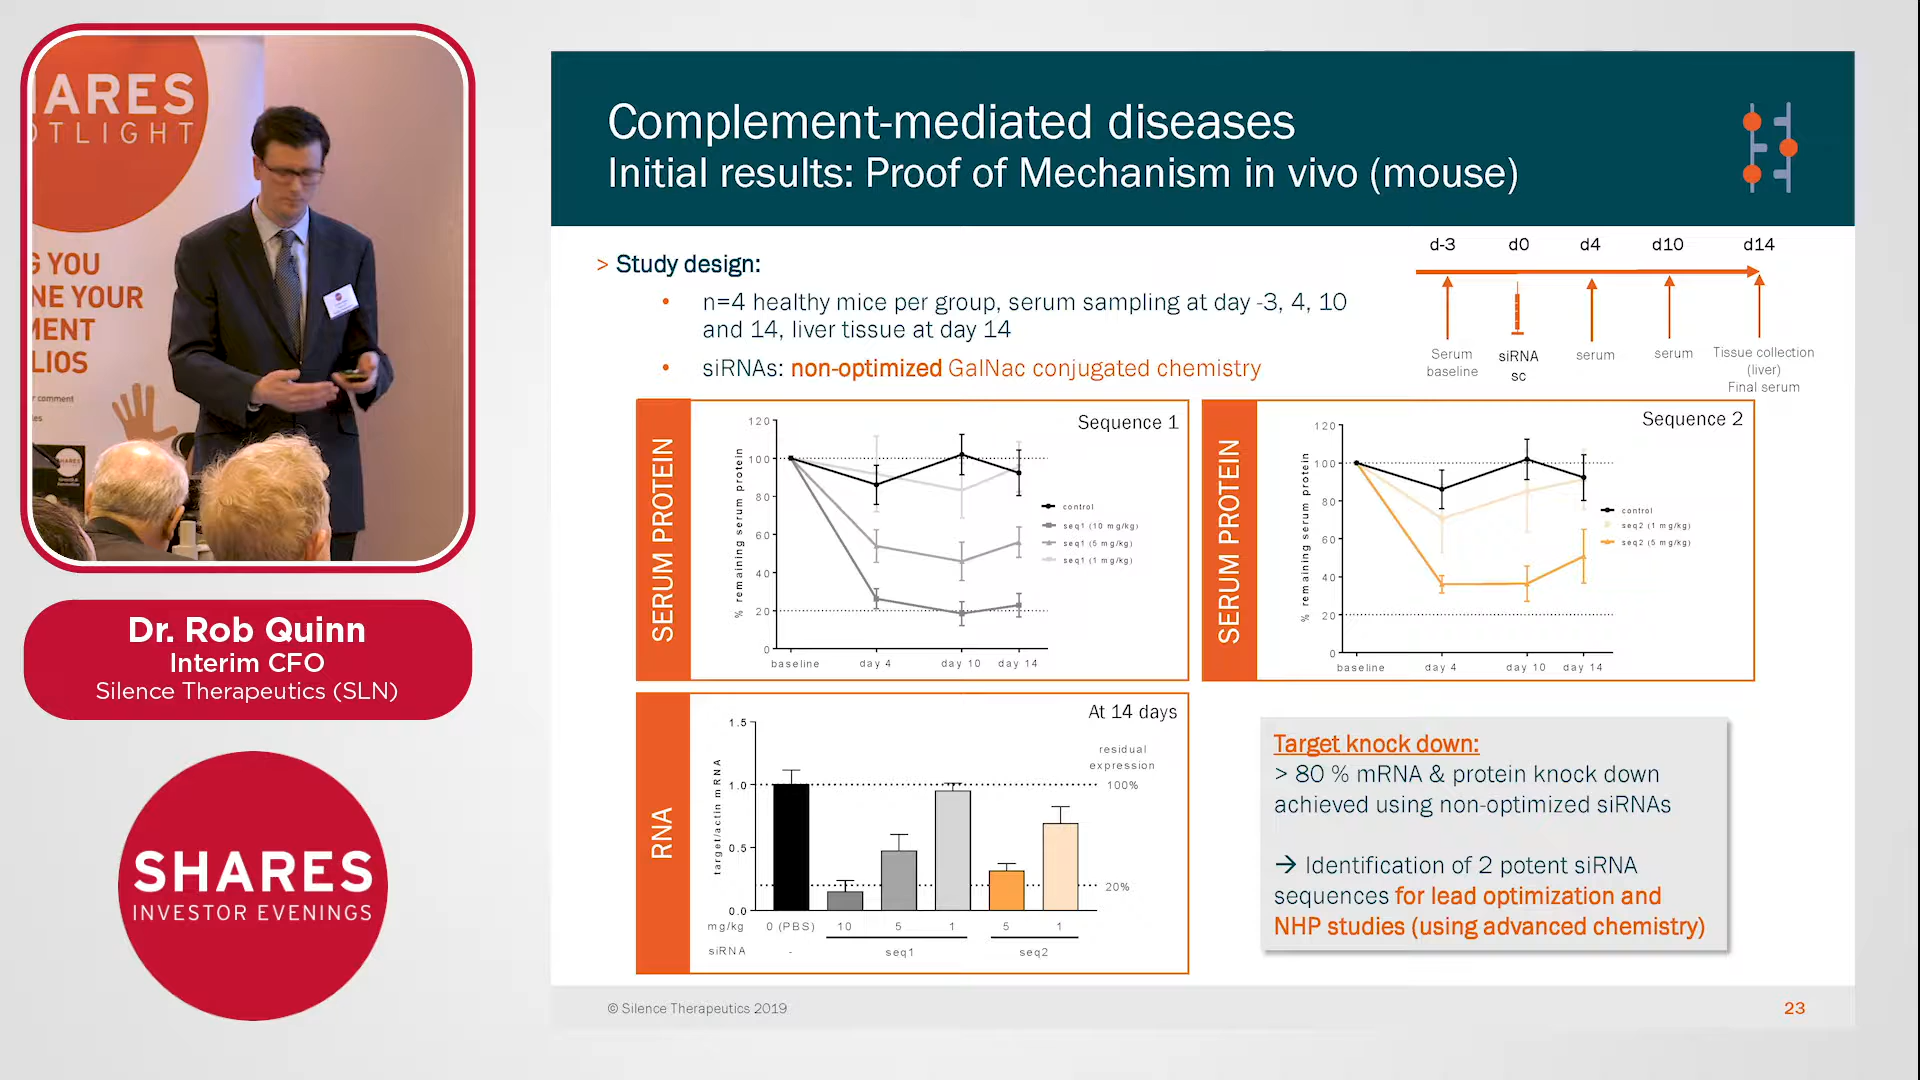 ARES
OTLIGHT
G YOU
NE YOUR
MENT
LIOS
r comment
SHARES
Dr. Rob Quinn
Interim CFO
Silence Therapeutics (SLN)
SHARES
INVESTOR EVENINGS
Complement-mediated diseases
Initial results: Proof of Mechanism in vivo (mouse)
> Study design:
• n=4 healthy mice per group, serum sampling at day -3, 4, 10
and 14, liver tissue at day 14
• siRNAs: non-optimized GalNac conjugated chemistry
d-3 d0 d4 d10 d14
Serum
baseline
siRNA
sc
serum
serum
Tissue collection
(liver)
Final serum
SERUM PROTEIN
Sequence 1
% remaining serum protein
120
100
80
60
40
20
0
baseline day 4 day 10 day 14
control
seq1 (10 mg/kg)
seq1 (5 mg/kg)
seq1 (1 mg/kg)
SERUM PROTEIN
Sequence 2
% remaining serum protein
120
100
80
60
40
20
0
baseline day 4 day 10 day 14
control
seq2 (1 mg/kg)
seq2 (5 mg/kg)
RNA
At 14 days
target/actin mRNA
1.5
1.0
0.5
0.0
residual
expression
100%
20%
mg/kg 0 (PBS) 10 5 1 5 1
siRNA - seq1 seq2
Target knock down:
> 80 % mRNA & protein knock down
achieved using non-optimized siRNAs
→ Identification of 2 potent siRNA
sequences for lead optimization and
NHP studies (using advanced chemistry)
© Silence Therapeutics 2019
23